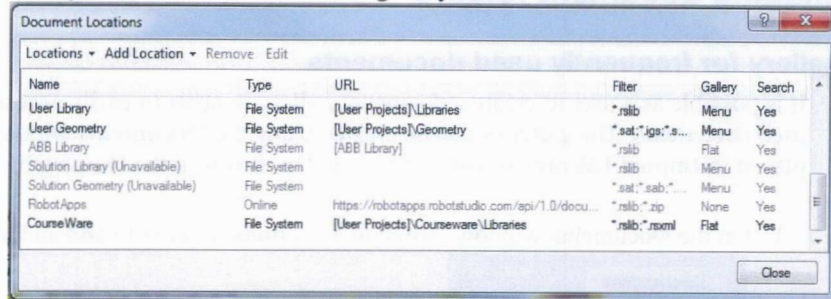 Document Locations
Locations Add Location Remove Edit
Name Type URL Filter Gallery Search
User Library File System [User Projects]\Libraries *.rslib Menu Yes
User Geometry File System [User Projects]\Geometry *.sat;*.igs;*.s... Menu Yes
ABB Library File System [ABB Library] *.rslib Flat Yes
Solution Library (Unavailable) File System *.rslib Menu Yes
Solution Geometry (Unavailable) File System *.sat;*.sab;*.... Menu Yes
RobotApps Online https://robotapps.robotstudio.com/api/1.0/docu... *.rslib;*.zip None Yes
CourseWare File System [User Projects]\Courseware\Libraries *.rslib;*.rsxml Flat Yes
Close